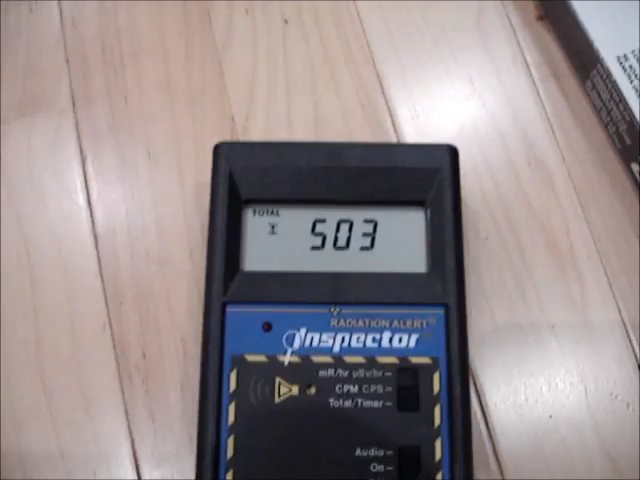 TOTAL
503
RADIATION ALERT
Inspector
mR/hr µSv/hr
CPM CPS
Total/Timer
Audio
On